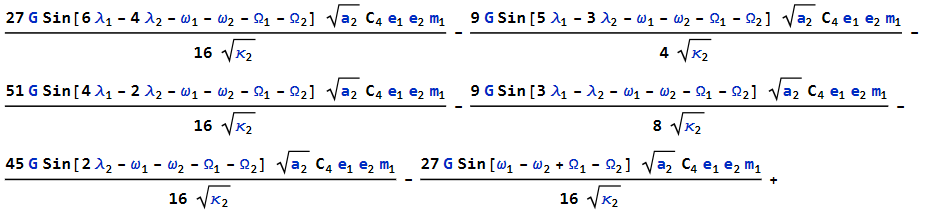 27 G Sin[6 λ₁ - 4 λ₂ - ω₁ - ω₂ - Ω₁ - Ω₂] √a₂ C₄ e₁ e₂ m₁ / 16 √κ₂ - 9 G Sin[5 λ₁ - 3 λ₂ - ω₁ - ω₂ - Ω₁ - Ω₂] √a₂ C₄ e₁ e₂ m₁ / 4 √κ₂ -
51 G Sin[4 λ₁ - 2 λ₂ - ω₁ - ω₂ - Ω₁ - Ω₂] √a₂ C₄ e₁ e₂ m₁ / 16 √κ₂ - 9 G Sin[3 λ₁ - λ₂ - ω₁ - ω₂ - Ω₁ - Ω₂] √a₂ C₄ e₁ e₂ m₁ / 8 √κ₂ -
45 G Sin[2 λ₂ - ω₁ - ω₂ - Ω₁ - Ω₂] √a₂ C₄ e₁ e₂ m₁ / 16 √κ₂ - 27 G Sin[ω₁ - ω₂ + Ω₁ - Ω₂] √a₂ C₄ e₁ e₂ m₁ / 16 √κ₂ +